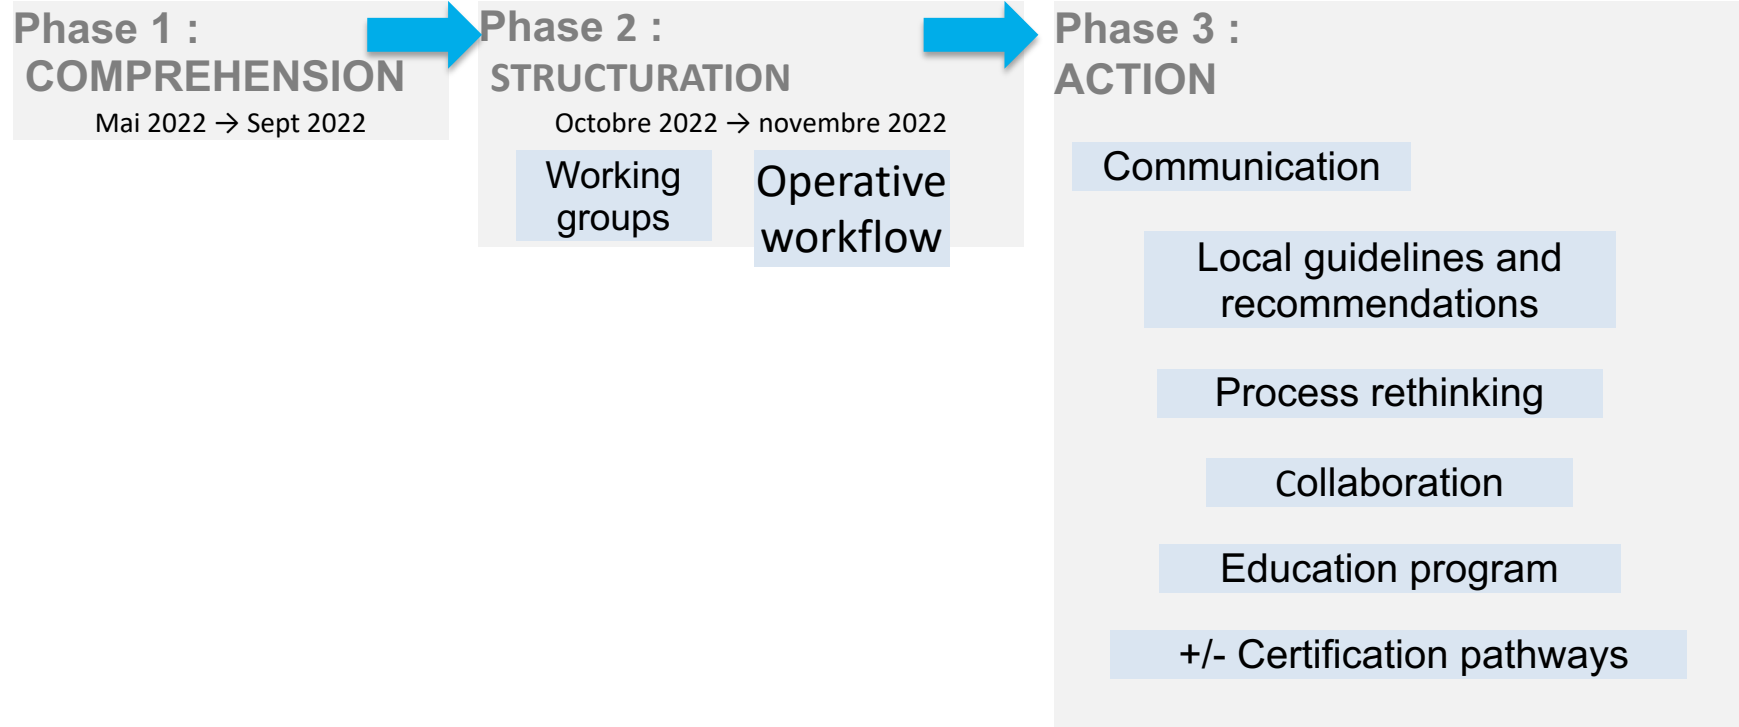 Phase 1 :
COMPREHENSION
Mai 2022 → Sept 2022
Phase 2 :
STRUCTURATION
Octobre 2022 → novembre 2022
Working
groups
Operative
workflow
Phase 3 :
ACTION
Communication
Local guidelines and
recommendations
Process rethinking
Collaboration
Education program
+/- Certification pathways